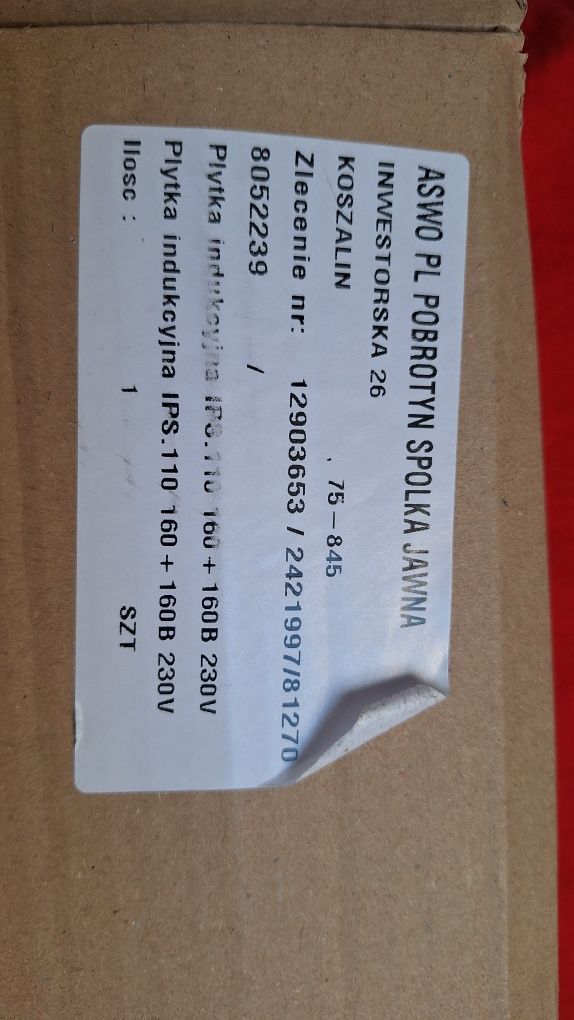 ASWO PL POBROTYN SPOLKA JAWNA
INWESTORSKA 26
KOSZALIN , 75-845
Zlecenie nr: 12903653 / 2421997/81270
8052239 /
Plytka indukcyjna IPS.110 160 + 160B 230V
Plytka indukcyjna IPS.110 160 + 160B 230V
Ilosc : 1 SZT